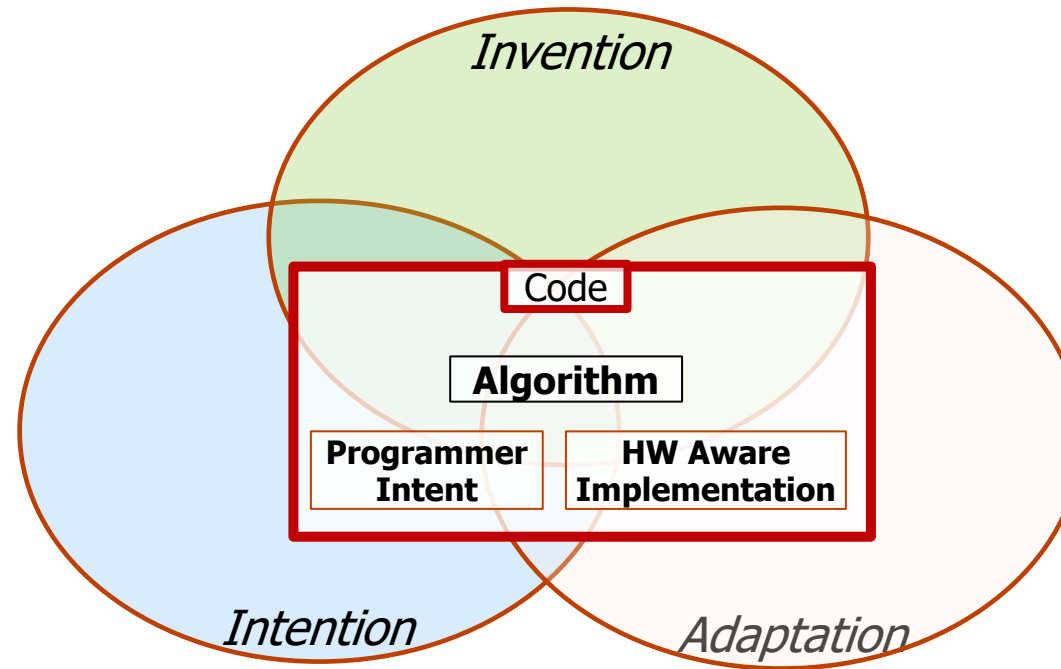 Invention
Code
Algorithm
Programmer
Intent
HW Aware
Implementation
Intention
Adaptation